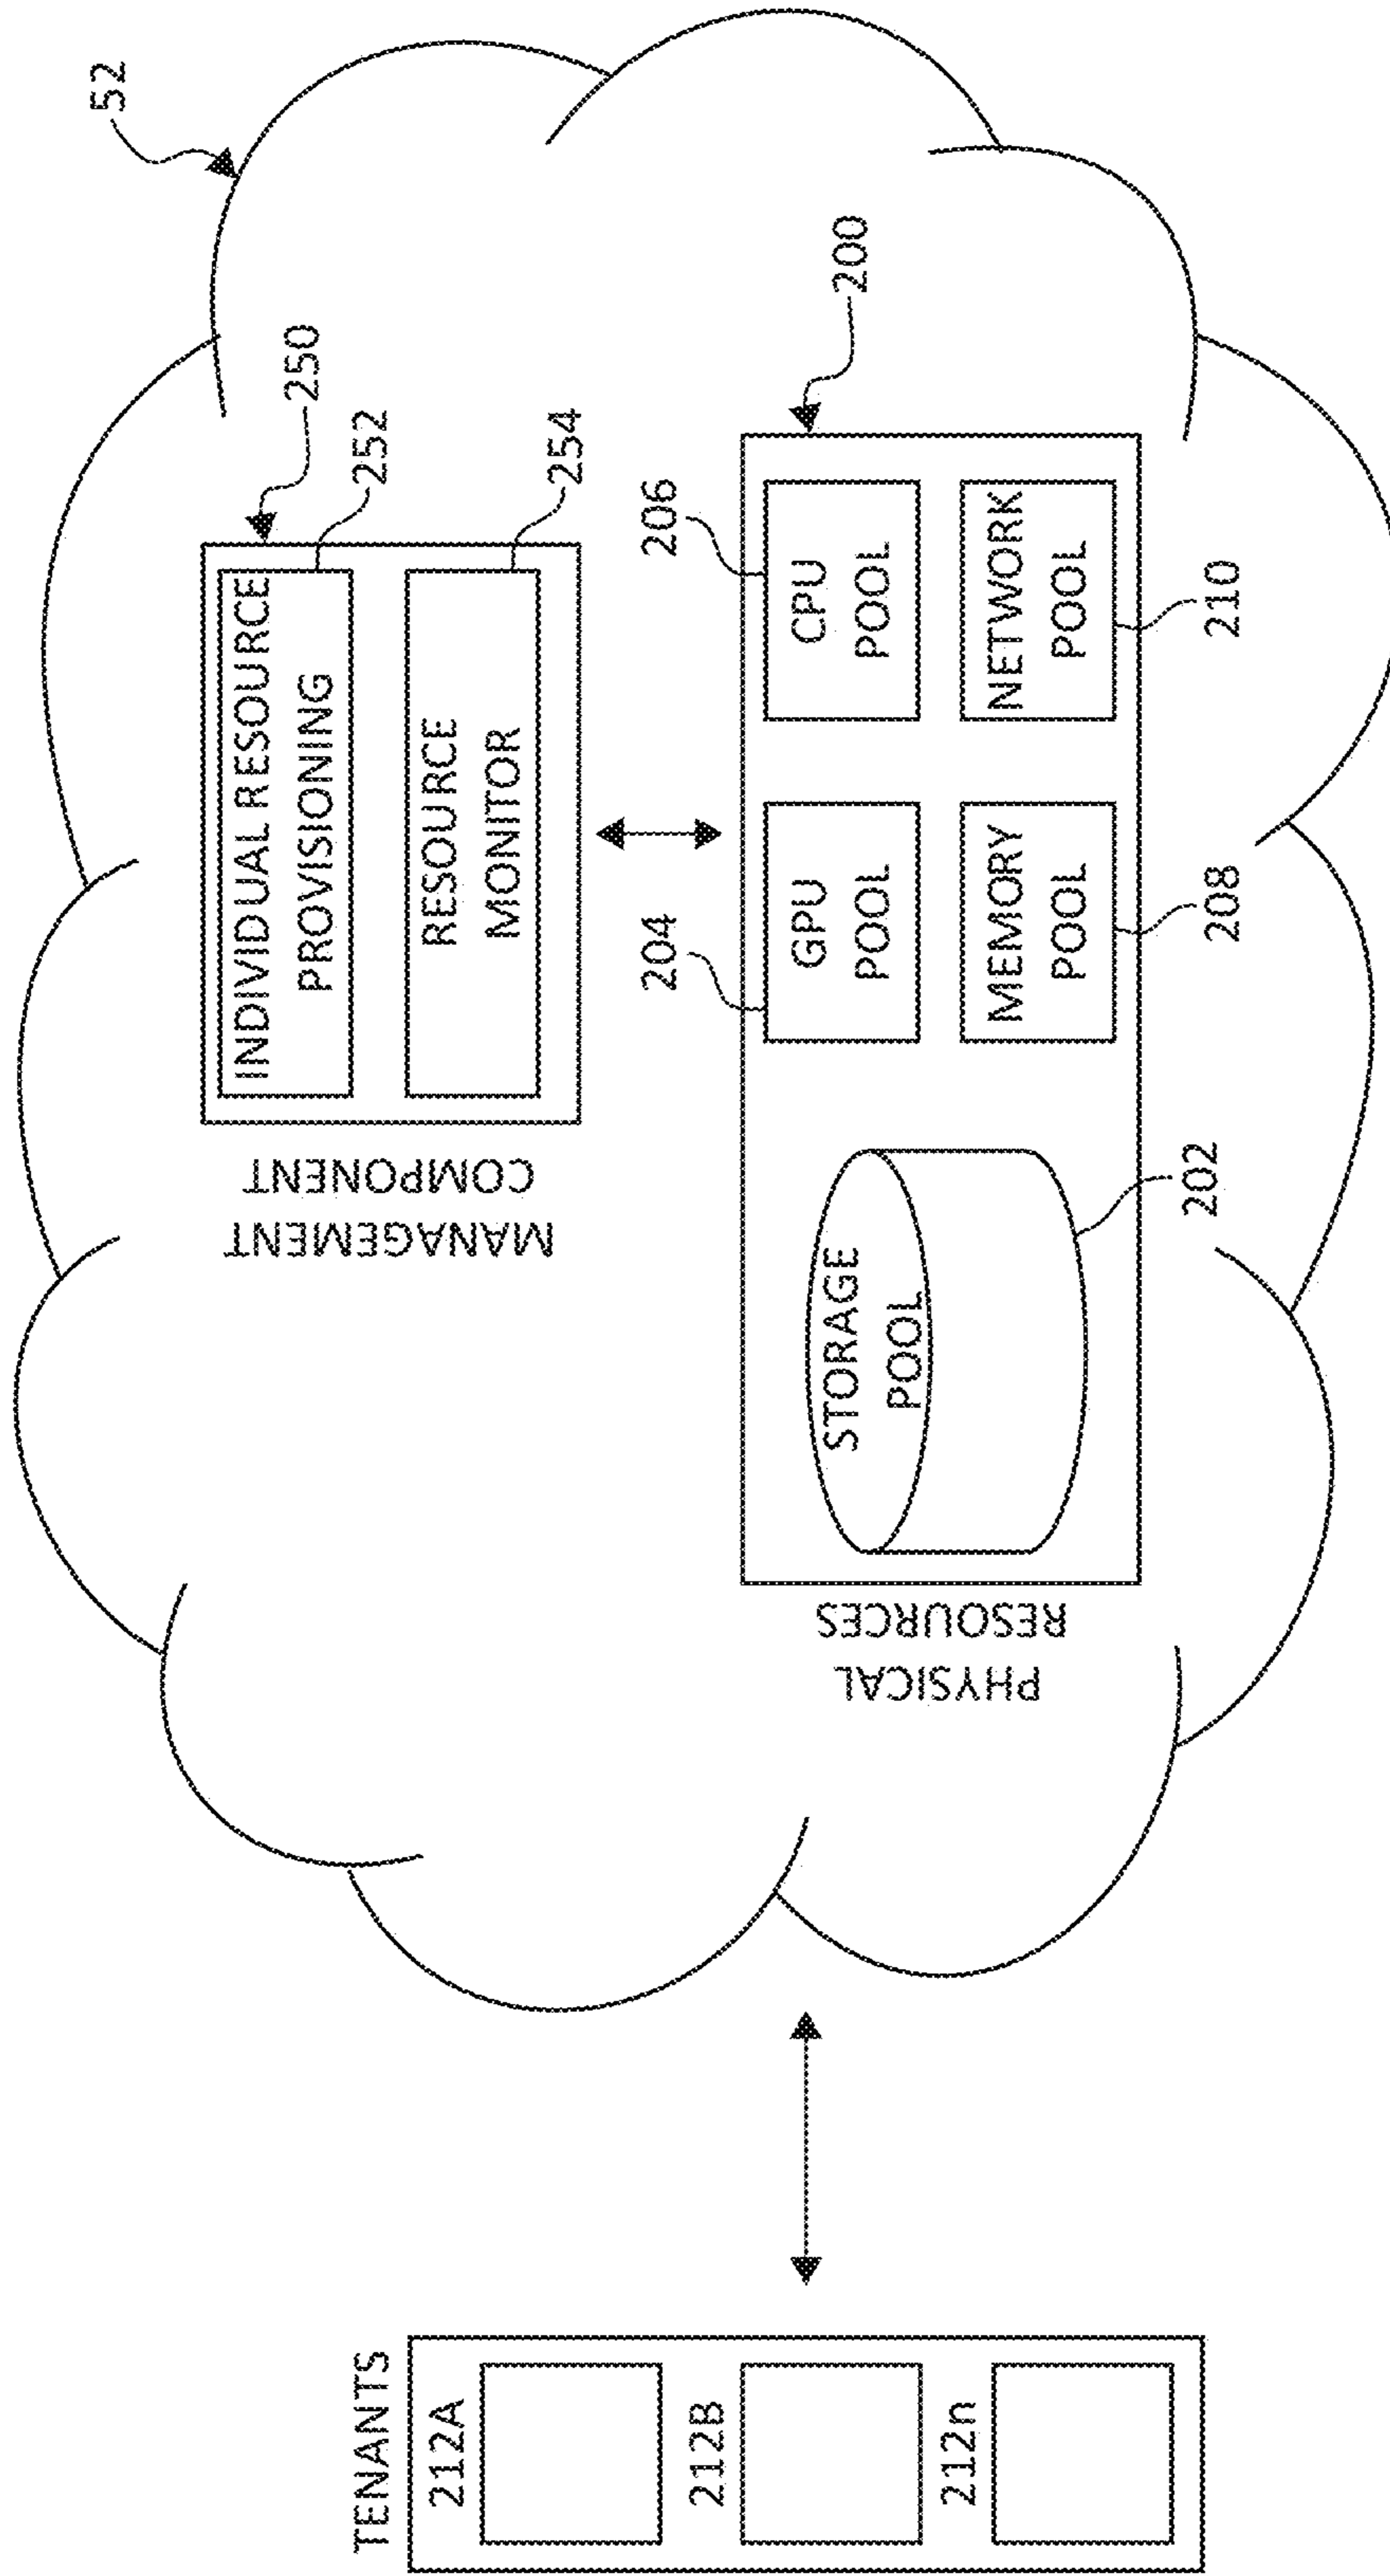 52
250
INDIVIDUAL RESOURCE
PROVISIONING
252
RESOURCE
MONITOR
254
MANAGEMENT
COMPONENT
200
204
206
GPU
POOL
CPU
POOL
STORAGE
POOL
MEMORY
POOL
NETWORK
POOL
202
208
210
PHYSICAL
RESOURCES
TENANTS
212A
212B
212n